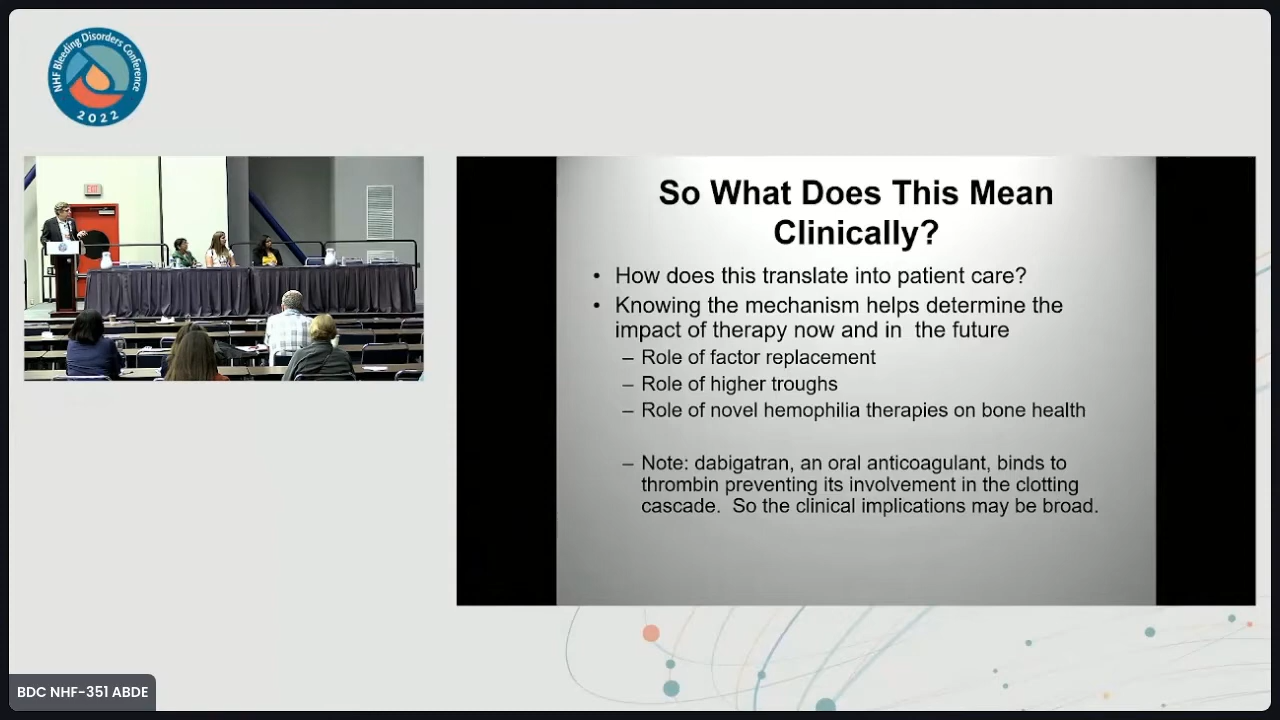 NHF Bleeding Disorders Conference
2022
EXIT
So What Does This Mean
Clinically?
• How does this translate into patient care?
• Knowing the mechanism helps determine the
impact of therapy now and in  the future
– Role of factor replacement
– Role of higher troughs
– Role of novel hemophilia therapies on bone health
– Note: dabigatran, an oral anticoagulant, binds to
thrombin preventing its involvement in the clotting
cascade.  So the clinical implications may be broad.
BDC NHF-351 ABDE